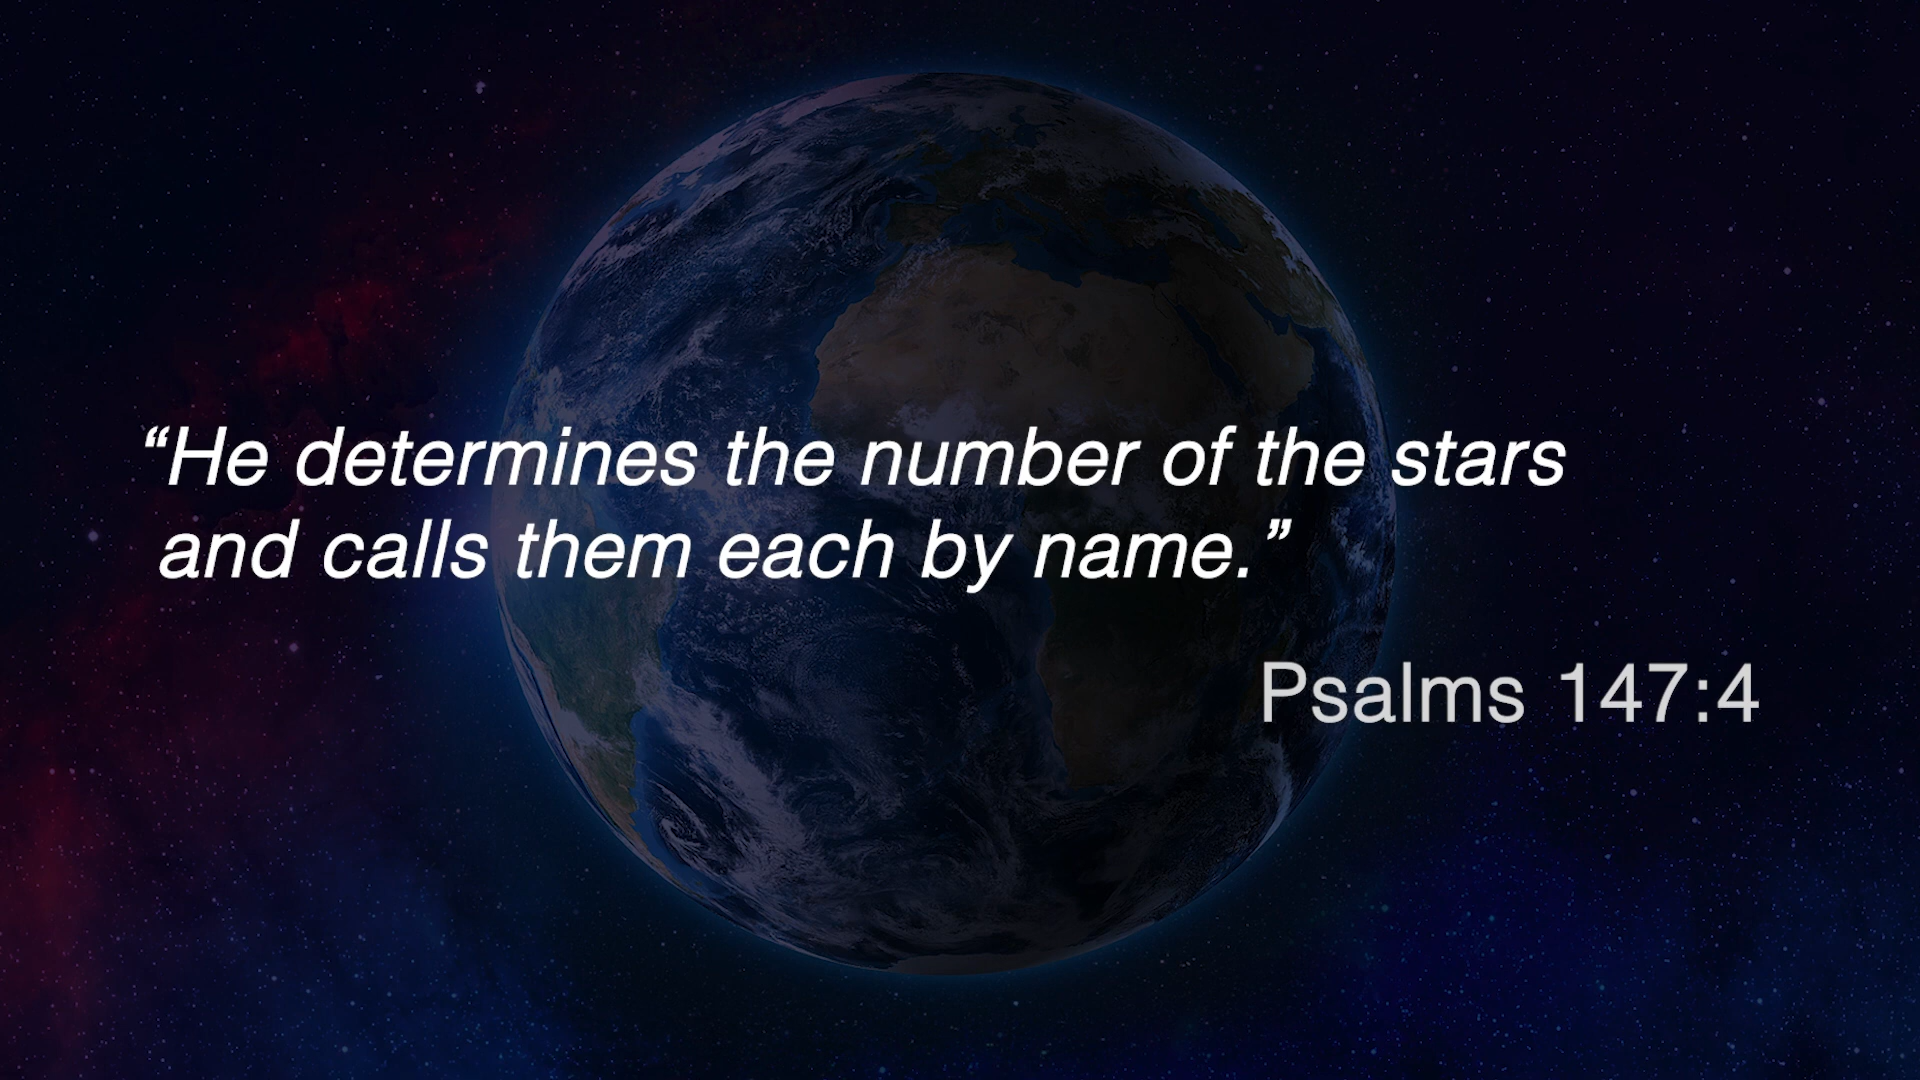 “He determines the number of the stars
and calls them each by name.”
Psalms 147:4